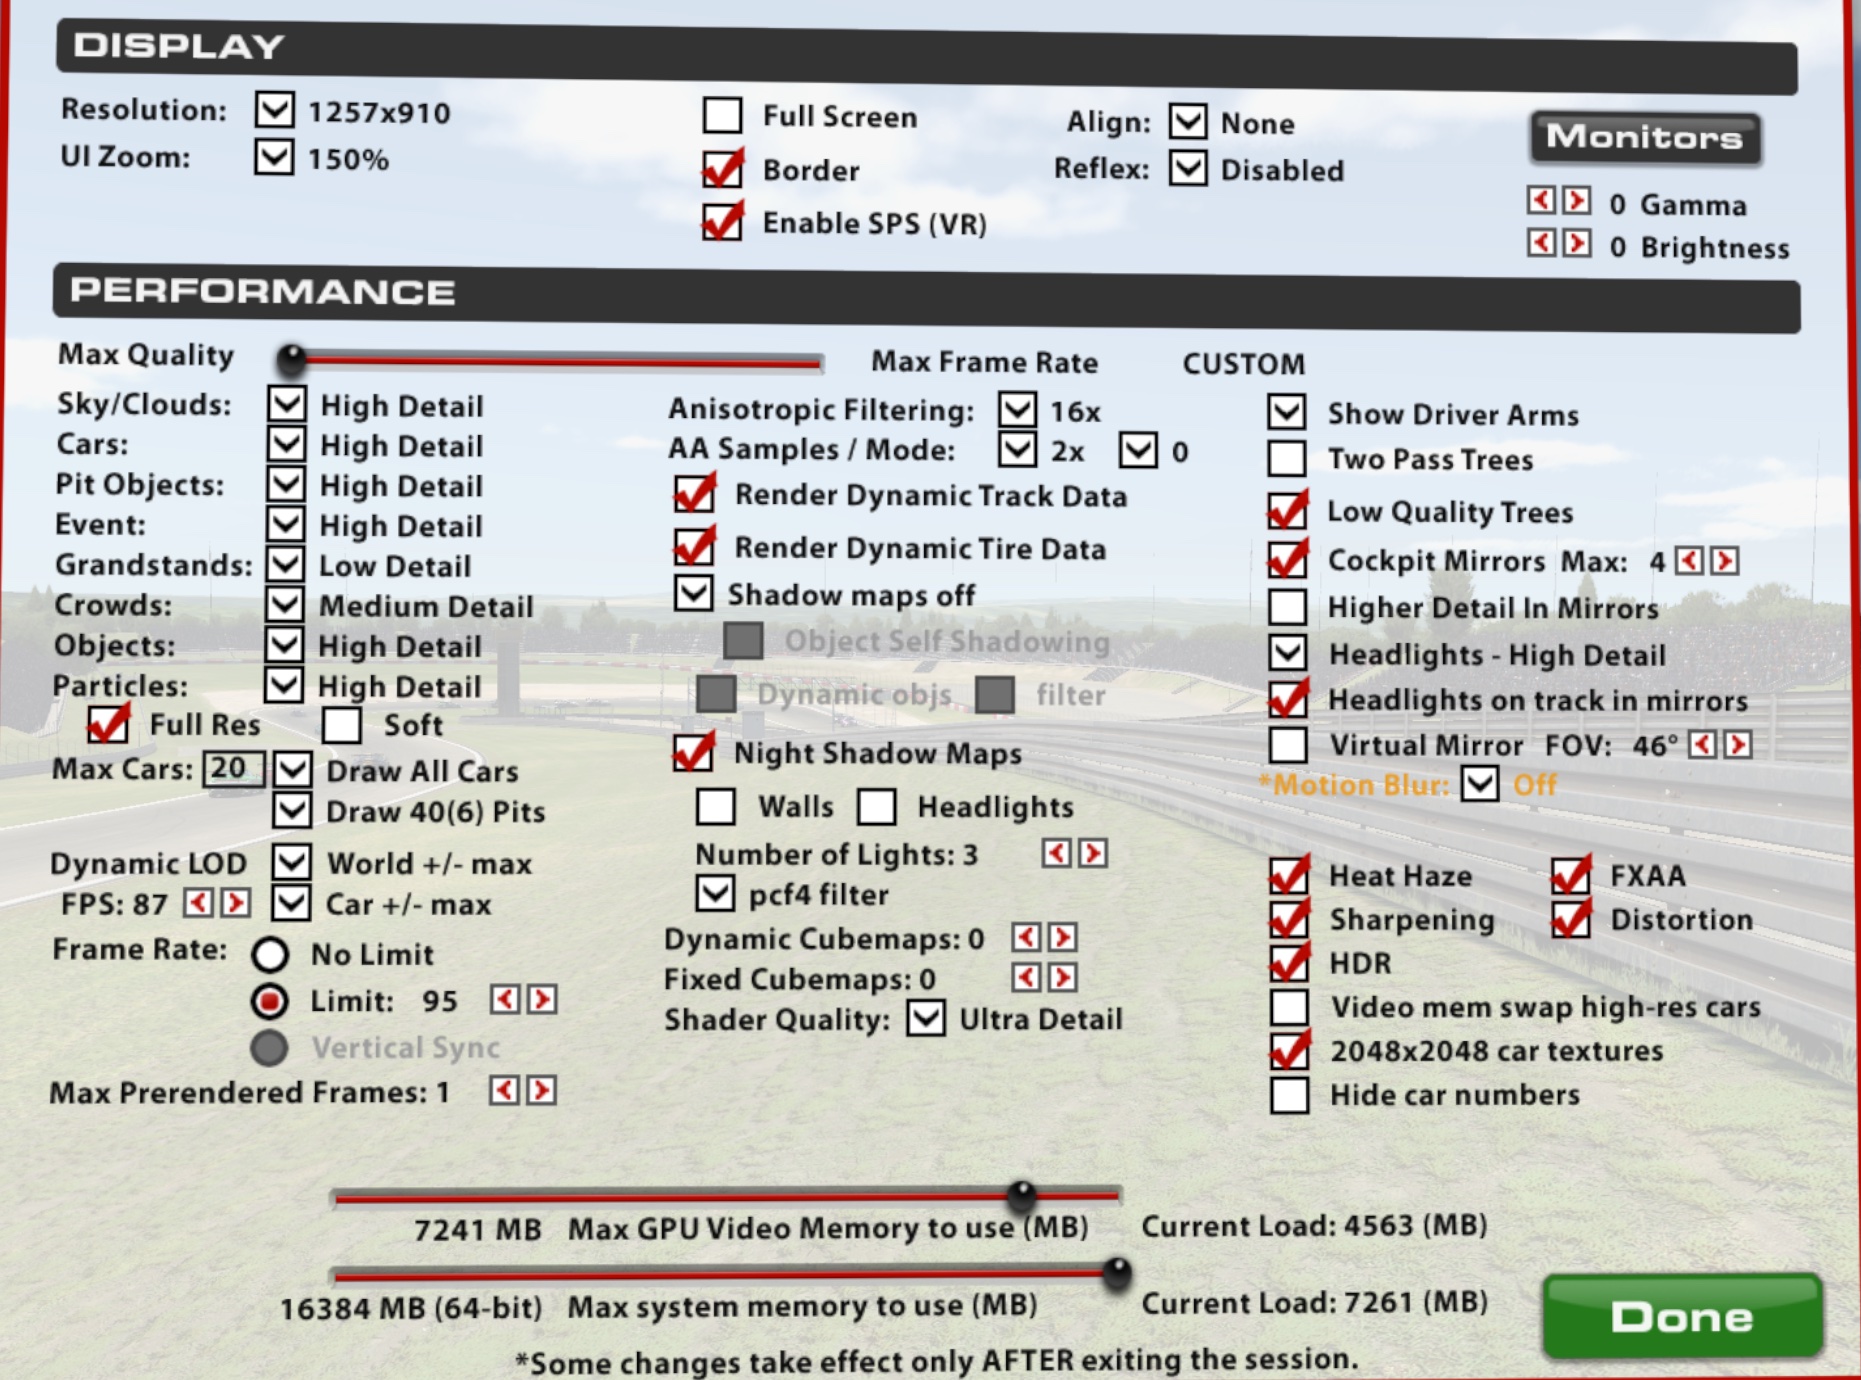 DISPLAY
Resolution: 1257x910
UI Zoom: 150%
Full Screen
Border
Enable SPS (VR)
Align: None
Reflex: Disabled
Monitors
0 Gamma
0 Brightness
PERFORMANCE
Max Quality Max Frame Rate CUSTOM
Sky/Clouds: High Detail
Cars: High Detail
Pit Objects: High Detail
Event: High Detail
Grandstands: Low Detail
Crowds: Medium Detail
Objects: High Detail
Particles: High Detail
Full Res Soft
Max Cars: 20 Draw All Cars
Draw 40(6) Pits
Dynamic LOD World +/- max
FPS: 87 Car +/- max
Frame Rate: No Limit
Limit: 95
Vertical Sync
Max Prerendered Frames: 1
Anisotropic Filtering: 16x
AA Samples / Mode: 2x 0
Render Dynamic Track Data
Render Dynamic Tire Data
Shadow maps off
Object Self Shadowing
Dynamic objs filter
Night Shadow Maps
Walls Headlights
Number of Lights: 3
pcf4 filter
Dynamic Cubemaps: 0
Fixed Cubemaps: 0
Shader Quality: Ultra Detail
Show Driver Arms
Two Pass Trees
Low Quality Trees
Cockpit Mirrors Max: 4
Higher Detail In Mirrors
Headlights - High Detail
Headlights on track in mirrors
Virtual Mirror FOV: 46°
*Motion Blur: Off
Heat Haze FXAA
Sharpening Distortion
HDR
Video mem swap high-res cars
2048x2048 car textures
Hide car numbers
7241 MB Max GPU Video Memory to use (MB) Current Load: 4563 (MB)
16384 MB (64-bit) Max system memory to use (MB) Current Load: 7261 (MB)
Done
*Some changes take effect only AFTER exiting the session.